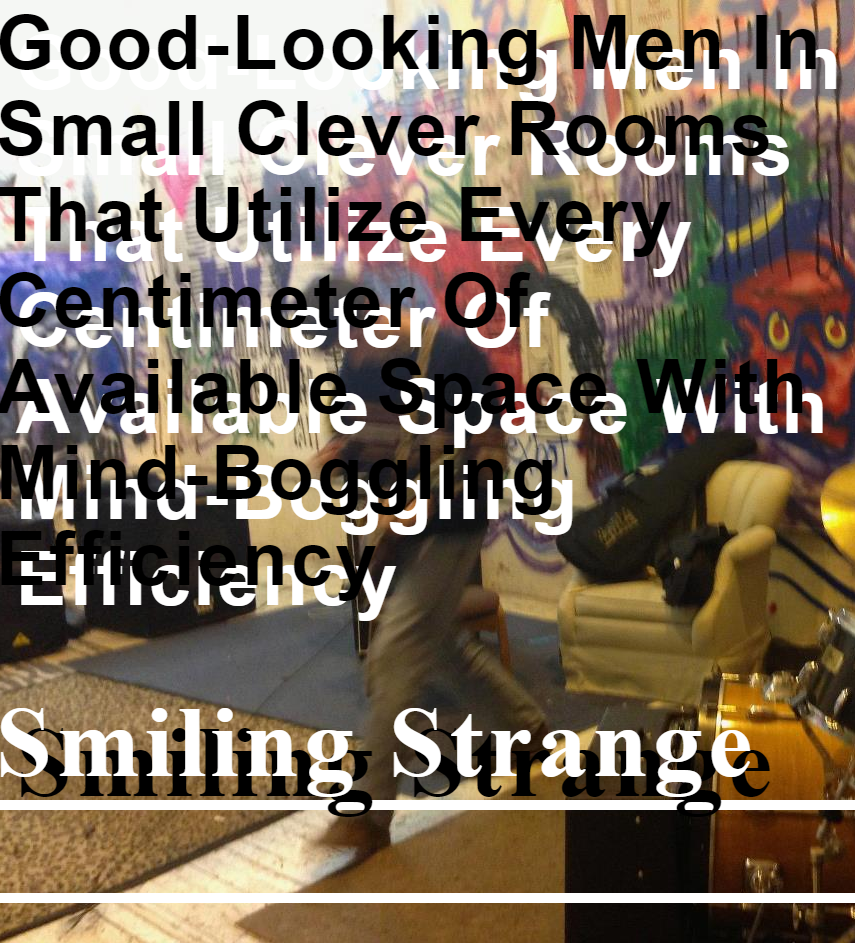 Good-Looking Men In
Small Clever Rooms
That Utilize Every
Centimeter Of
Available Space With
Mind-Boggling
Efficiency
Smiling Strange